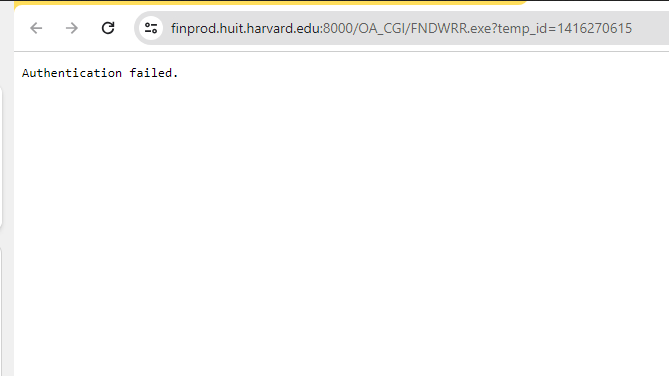 finprod.huit.harvard.edu:8000/OA_CGI/FNDWRR.exe?temp_id=1416270615
Authentication failed.